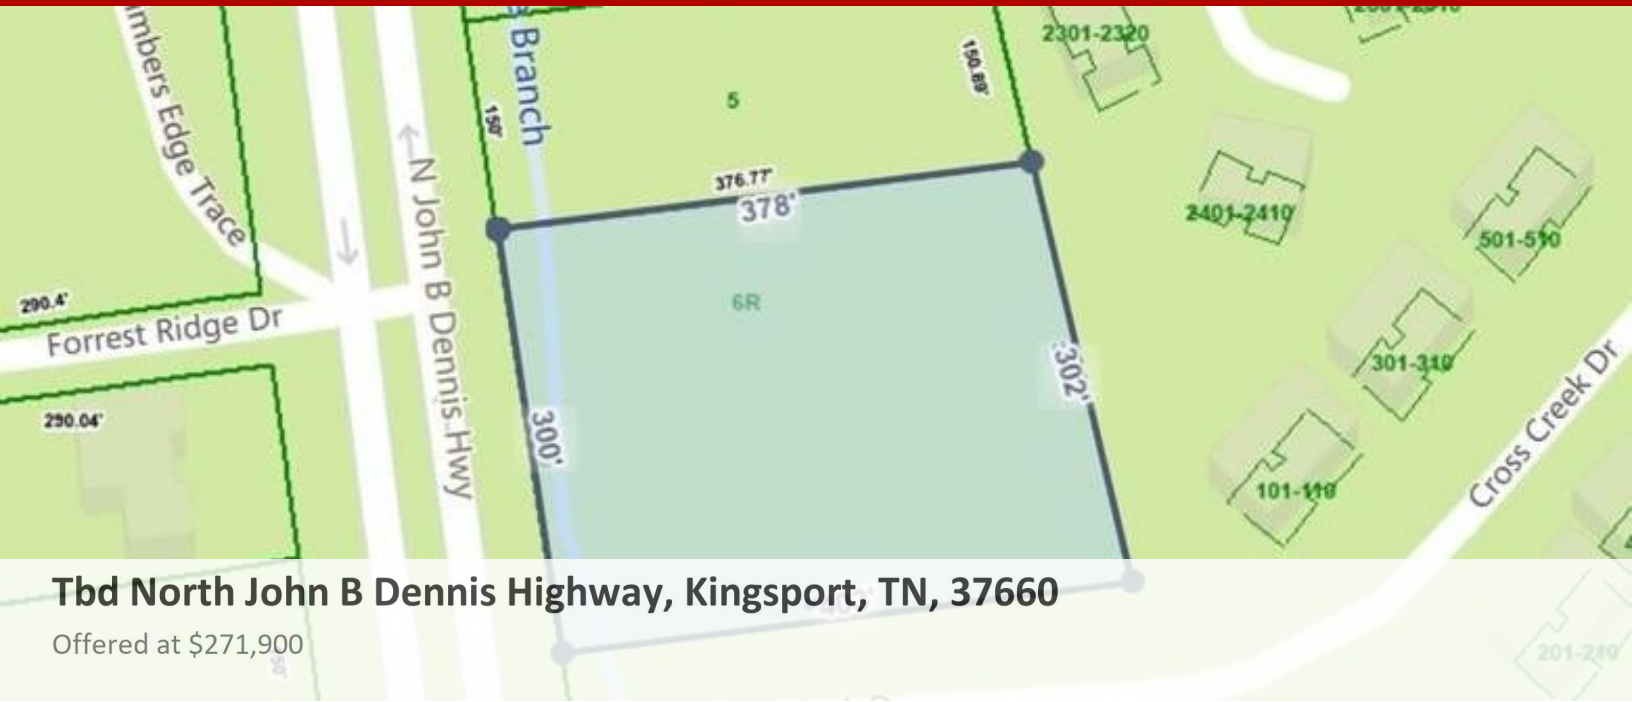 2301-2320
Branch
150.89'
5
150'
mbers Edge Trace
N John B Dennis Hwy
376.77'
378'
2401-2410
501-510
6R
290.4'
Forrest Ridge Dr
302'
301-310
290.04'
300'
101-110
Cross Creek Dr
Tbd North John B Dennis Highway, Kingsport, TN, 37660
Offered at $271,900
201-210